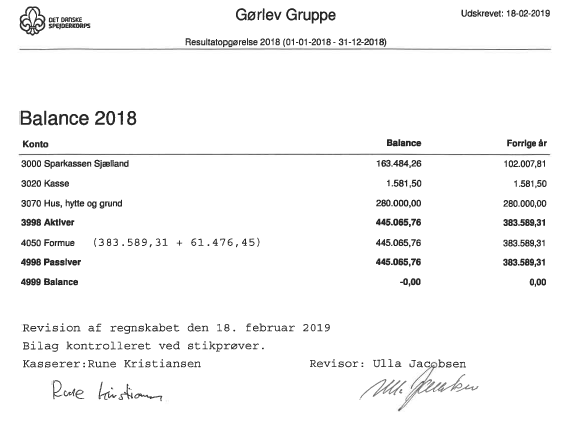 DET DANSKE
SPEJDERKORPS
Gørlev Gruppe
Udskrevet: 18-02-2019
Resultatopgørelse 2018 (01-01-2018 - 31-12-2018)
Balance 2018
Konto Balance Forrige år
3000 Sparkassen Sjælland 163.484,26 102.007,81
3020 Kasse 1.581,50 1.581,50
3070 Hus, hytte og grund 280.000,00 280.000,00
3998 Aktiver 445.065,76 383.589,31
4050 Formue (383.589,31 + 61.476,45) 445.065,76 383.589,31
4998 Passiver 445.065,76 383.589,31
4999 Balance -0,00 0,00
Revision af regnskabet den 18. februar 2019
Bilag kontrolleret ved stikprøver.
Kasserer:Rune Kristiansen Revisor: Ulla Jacobsen
Rune Kristiansen Ulla Jacobsen